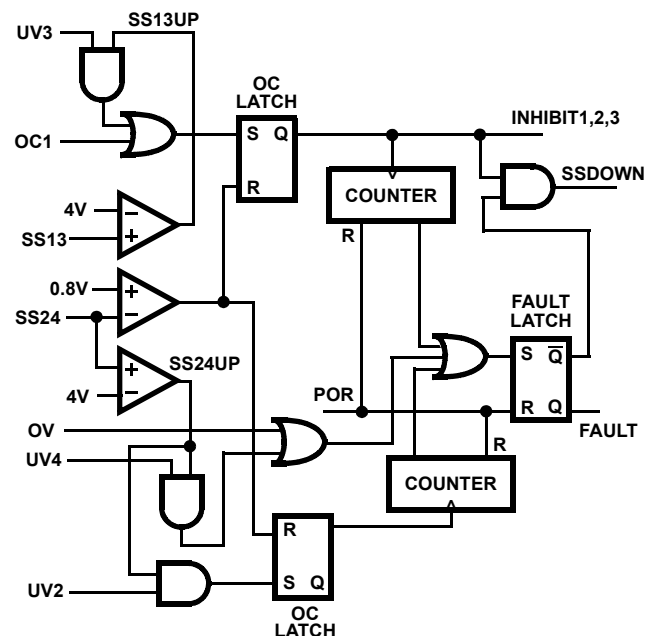 SS13UP
UV3
OC
LATCH
INHIBIT1,2,3
S Q
OC1
R
SSDOWN
COUNTER
4V
−
SS13
+
R
0.8V
+
SS24
−
FAULT
LATCH
SS24UP
+
S Q
4V
−
POR
R Q
OV
R
FAULT
UV4
COUNTER
R
S Q
UV2
OC
LATCH